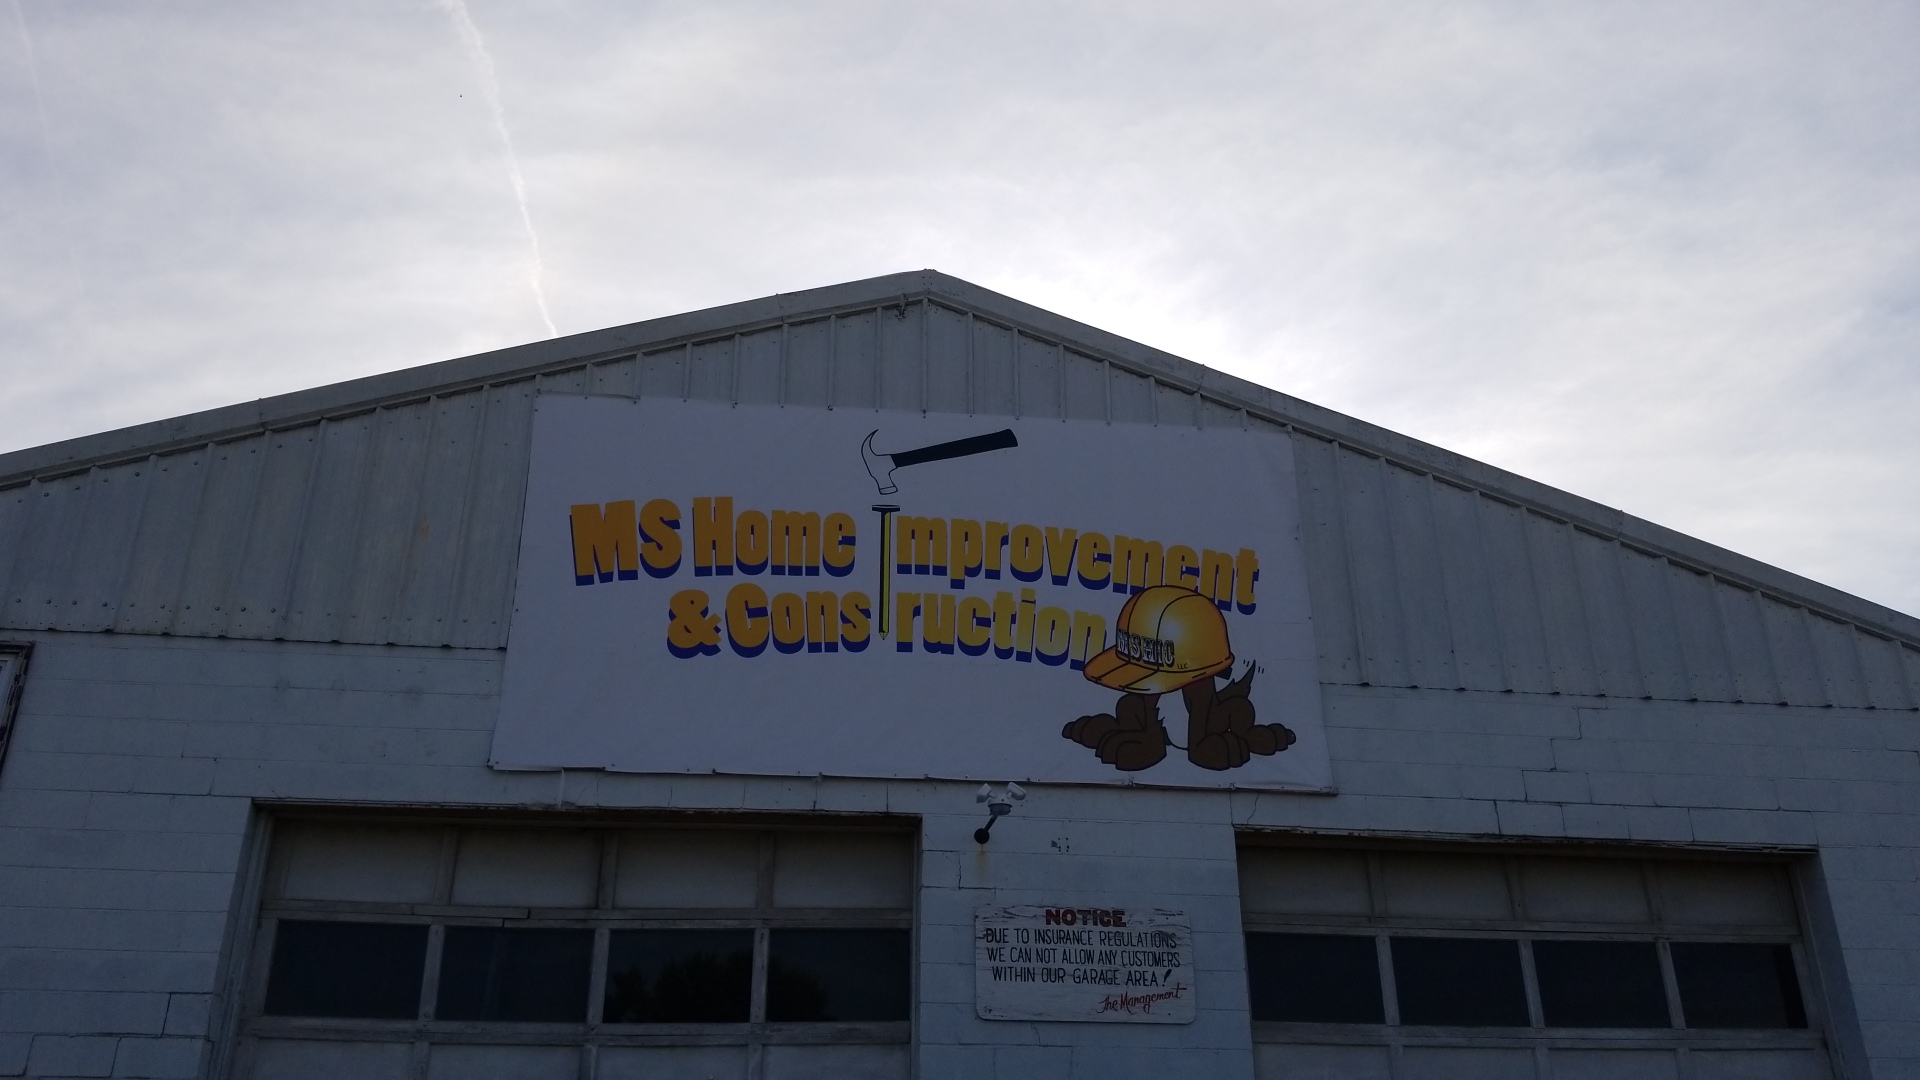 MS Home Improvement
& Construction
MSHIC
LLC
NOTICE
DUE TO INSURANCE REGULATIONS
WE CAN NOT ALLOW ANY CUSTOMERS
WITHIN OUR GARAGE AREA!
The Management